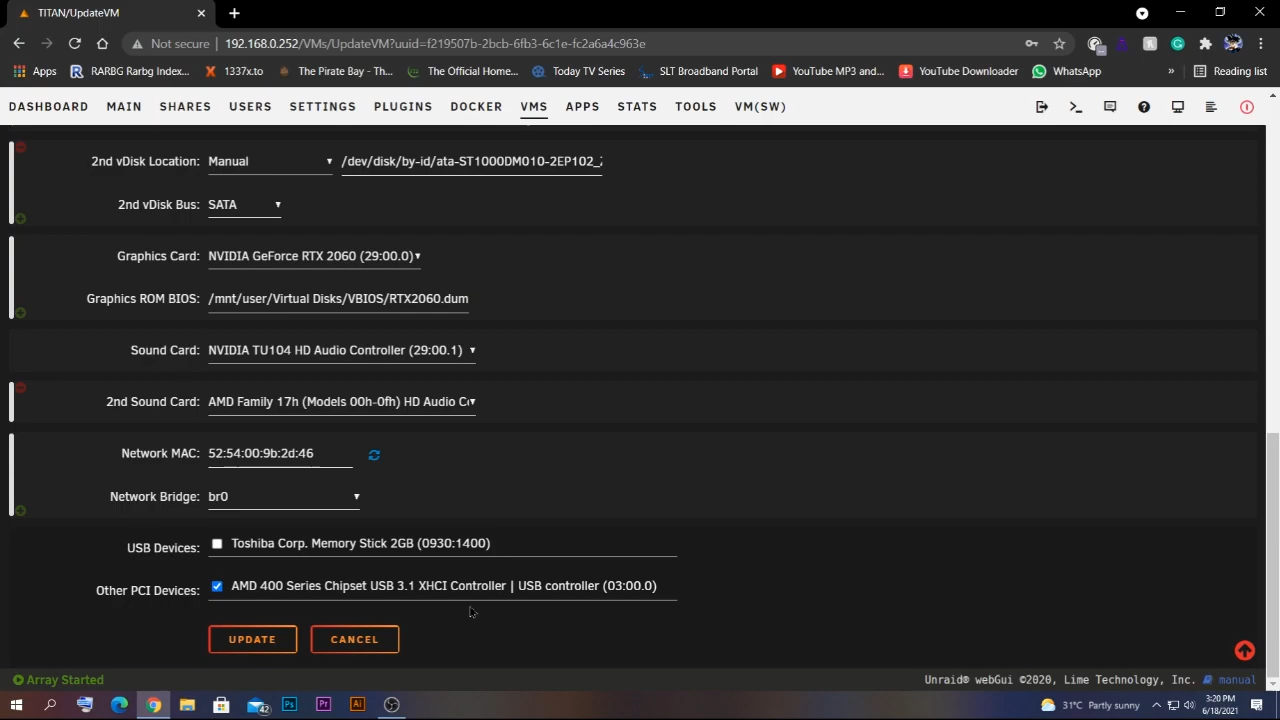 TITAN/UpdateVM
Not secure | 192.168.0.252/VMs/UpdateVM?uuid=f219507b-2bcb-6fb3-6c1e-fc2a6a4c963e
Apps RARBG Rarbg Index... 1337x.to The Pirate Bay - Th... The Official Home... Today TV Series SLT Broadband Portal YouTube MP3 and... YouTube Downloader WhatsApp » Reading list
DASHBOARD MAIN SHARES USERS SETTINGS PLUGINS DOCKER VMS APPS STATS TOOLS VM(SW)
2nd vDisk Location: Manual /dev/disk/by-id/ata-ST1000DM010-2EP102_
2nd vDisk Bus: SATA
Graphics Card: NVIDIA GeForce RTX 2060 (29:00.0)
Graphics ROM BIOS: /mnt/user/Virtual Disks/VBIOS/RTX2060.dum
Sound Card: NVIDIA TU104 HD Audio Controller (29:00.1)
2nd Sound Card: AMD Family 17h (Models 00h-0fh) HD Audio C
Network MAC: 52:54:00:9b:2d:46
Network Bridge: br0
USB Devices: Toshiba Corp. Memory Stick 2GB (0930:1400)
Other PCI Devices: AMD 400 Series Chipset USB 3.1 XHCI Controller | USB controller (03:00.0)
UPDATE CANCEL
Array Started Unraid® webGui ©2020, Lime Technology, Inc. manual
42 Ps Pr Ai 31°C Partly sunny 3:20 PM
6/18/2021